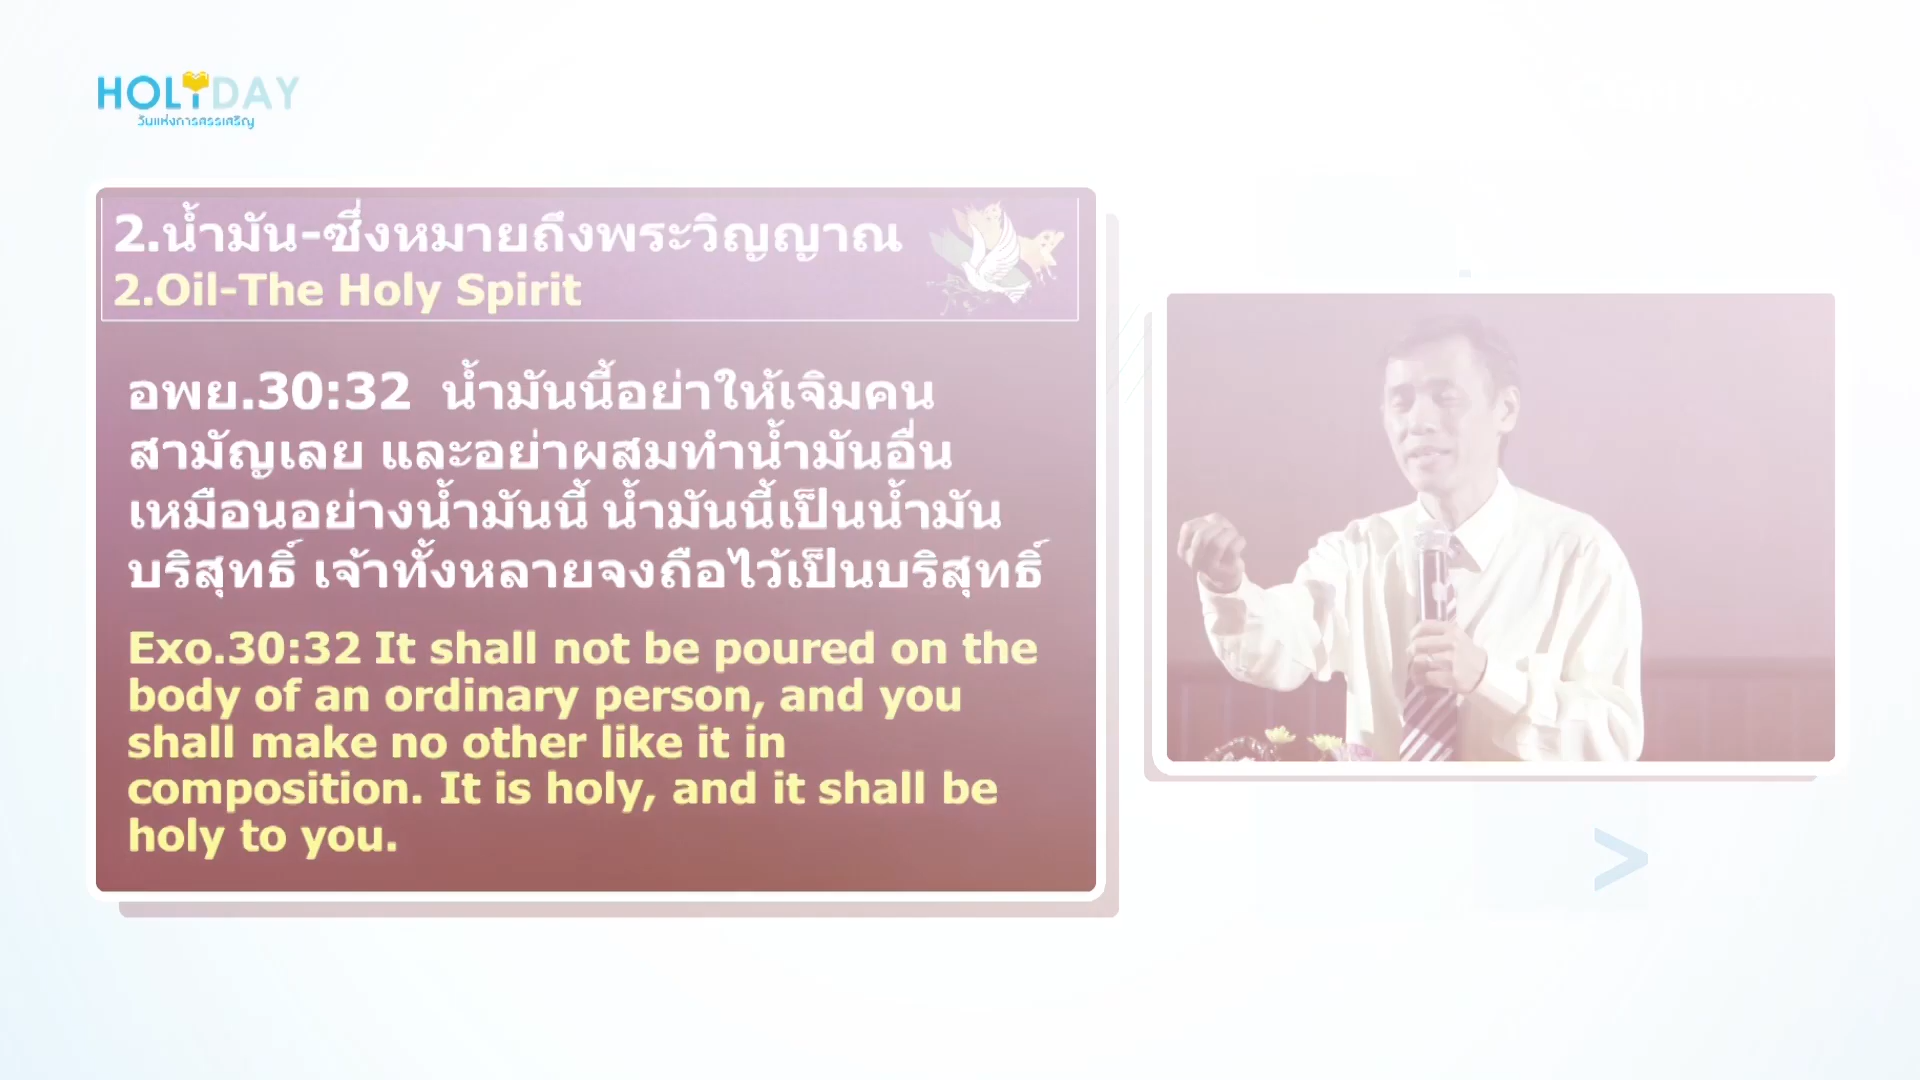 HOLYDAY
วันแห่งการสรรเสริญ
2.น้ำมัน-ซึ่งหมายถึงพระวิญญาณ
2.Oil-The Holy Spirit
อพย.30:32 น้ำมันนี้อย่าให้เจิมคน
สามัญเลย และอย่าผสมทำน้ำมันอื่น
เหมือนอย่างน้ำมันนี้ น้ำมันนี้เป็นน้ำมัน
บริสุทธิ์ เจ้าทั้งหลายจงถือไว้เป็นบริสุทธิ์
Exo.30:32 It shall not be poured on the
body of an ordinary person, and you
shall make no other like it in
composition. It is holy, and it shall be
holy to you.